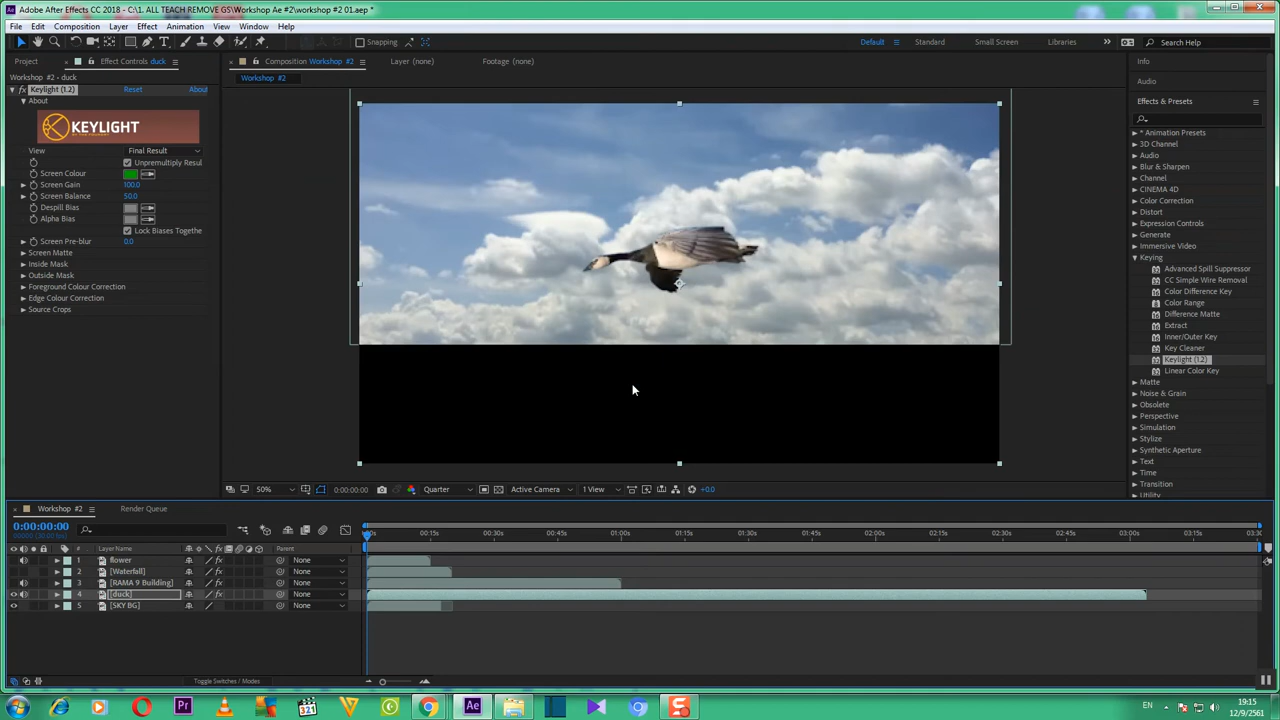 Adobe After Effects CC 2018 - C:\1. ALL TEACH REMOVE GS\Workshop Ae #2\workshop #2 01.aep *
File Edit Composition Layer Effect Animation View Window Help
Snapping
Default Standard Small Screen Libraries Search Help
Project Effect Controls duck
Composition Workshop #2 Layer (none) Footage (none)
Workshop #2 - duck
Workshop #2
Keylight (1.2) Reset About
About
KEYLIGHT
View Final Result
Unpremultiply Resul
Screen Colour
Screen Gain 100.0
Screen Balance 50.0
Despill Bias
Alpha Bias
Lock Biases Togethe
Screen Pre-blur 0.0
Screen Matte
Inside Mask
Outside Mask
Foreground Colour Correction
Edge Colour Correction
Source Crops
Info
Audio
Effects & Presets
* Animation Presets
3D Channel
Audio
Blur & Sharpen
Channel
CINEMA 4D
Color Correction
Distort
Expression Controls
Generate
Immersive Video
Keying
Advanced Spill Suppressor
CC Simple Wire Removal
Color Difference Key
Color Range
Difference Matte
Extract
Inner/Outer Key
Key Cleaner
Keylight (1.2)
Linear Color Key
Matte
Noise & Grain
Obsolete
Perspective
Simulation
Stylize
Synthetic Aperture
Text
Time
Transition
Utility
50% 0:00:00:00 Quarter Active Camera 1 View +0.0
Workshop #2 Render Queue
0:00:00:00
00:15s 00:30s 00:45s 01:00s 01:15s 01:30s 01:45s 02:00s 02:15s 02:30s 02:45s 03:00s
# Layer Name Parent
1 flower None
2 [Waterfall] None
3 [RAMA 9 Building] None
4 [duck] None
5 [SKY BG] None
Toggle Switches / Modes
Pr 321 Ae
EN 19:15
12/9/2561